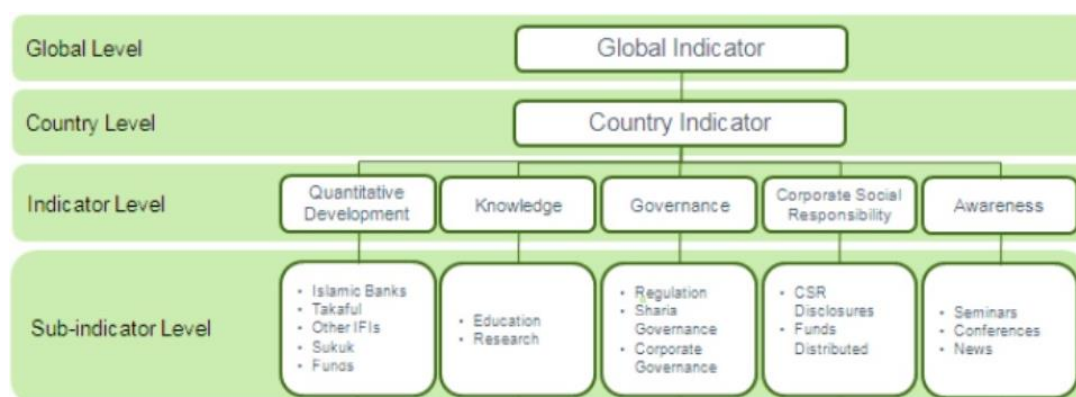 Global Level
Global Indicator
Country Level
Country Indicator
Indicator Level
Quantitative
Development
Knowledge
Governance
Corporate Social
Responsibility
Awareness
Sub-indicator Level
• Islamic Banks
• Takaful
• Other IFIs
• Sukuk
• Funds
• Education
• Research
• Regulation
• Sharia
Governance
• Corporate
Governance
• CSR
Disclosures
• Funds
Distributed
• Seminars
• Conferences
• News